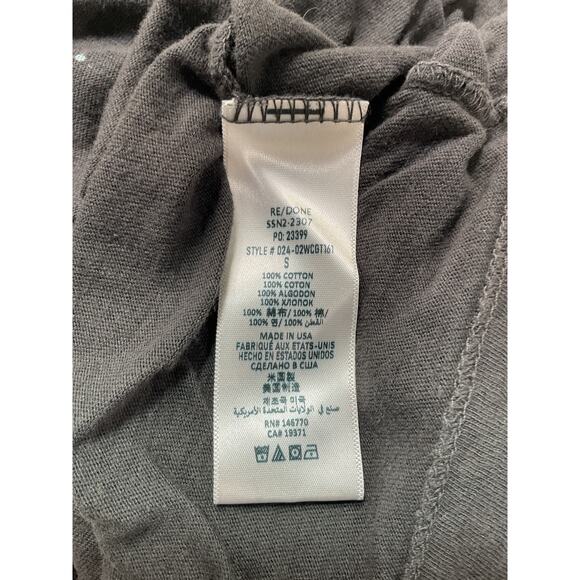 RE/DONE
SSN2-2307
PO: 23399
STYLE # 024-02WCGT161
S
100% COTTON
100% COTON
100% ALGODON
100% ХЛОПОК
100% 綿布/100% 棉/
100% 면/100% القطن/
MADE IN USA
FABRIQUÉ AUX ETATS-UNIS
HECHO EN ESTADOS UNIDOS
СДЕЛАНО В США
米国製
美國制造
제조국 미국
صنع في الولايات المتحدة الأمريكية
RN# 146770
CA# 19371